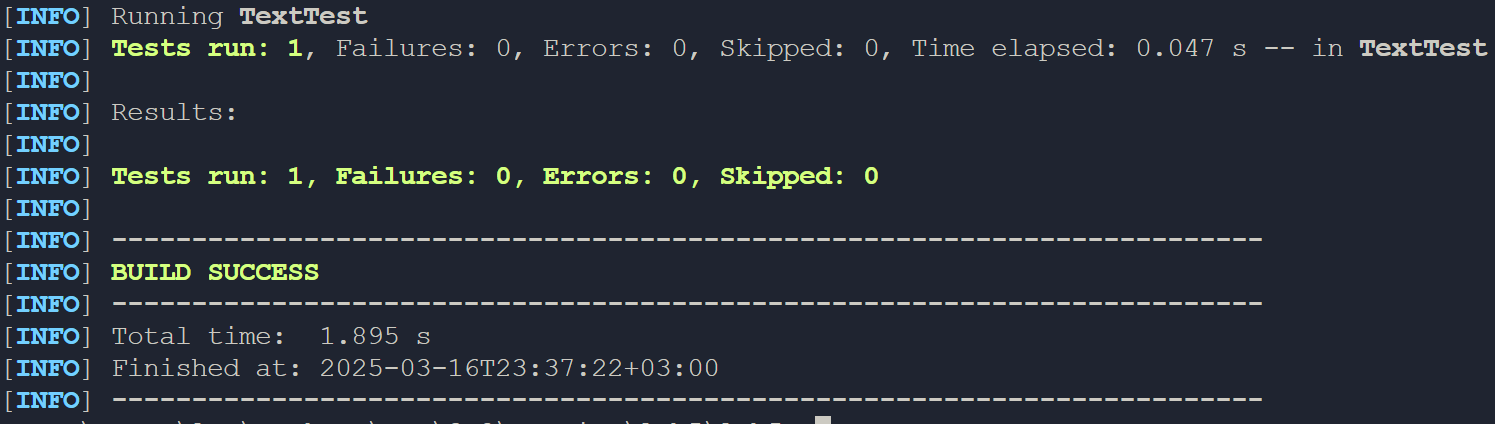 [INFO] Running TextTest
[INFO] Tests run: 1, Failures: 0, Errors: 0, Skipped: 0, Time elapsed: 0.047 s -- in TextTest
[INFO]
[INFO] Results:
[INFO]
[INFO] Tests run: 1, Failures: 0, Errors: 0, Skipped: 0
[INFO]
[INFO] ------------------------------------------------------------------------
[INFO] BUILD SUCCESS
[INFO] ------------------------------------------------------------------------
[INFO] Total time:  1.895 s
[INFO] Finished at: 2025-03-16T23:37:22+03:00
[INFO] ------------------------------------------------------------------------